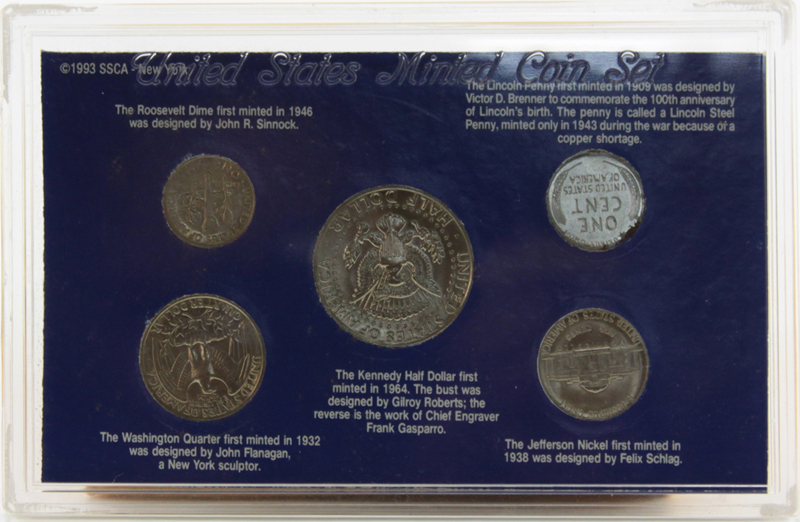 ©1993 SSCA - New York
United States Minted Coin Set
The Roosevelt Dime first minted in 1946
was designed by John R. Sinnock.
The Lincoln Penny first minted in 1909 was designed by
Victor D. Brenner to commemorate the 100th anniversary
of Lincoln's birth. The penny is called a Lincoln Steel
Penny, minted only in 1943 during the war because of a
copper shortage.
UNITED STATES
OF AMERICA
ONE
CENT
HALF DOLLAR
UNITED
The Kennedy Half Dollar first
minted in 1964. The bust was
designed by Gilroy Roberts; the
reverse is the work of Chief Engraver
Frank Gasparro.
The Washington Quarter first minted in 1932
was designed by John Flanagan,
a New York sculptor.
The Jefferson Nickel first minted in
1938 was designed by Felix Schlag.